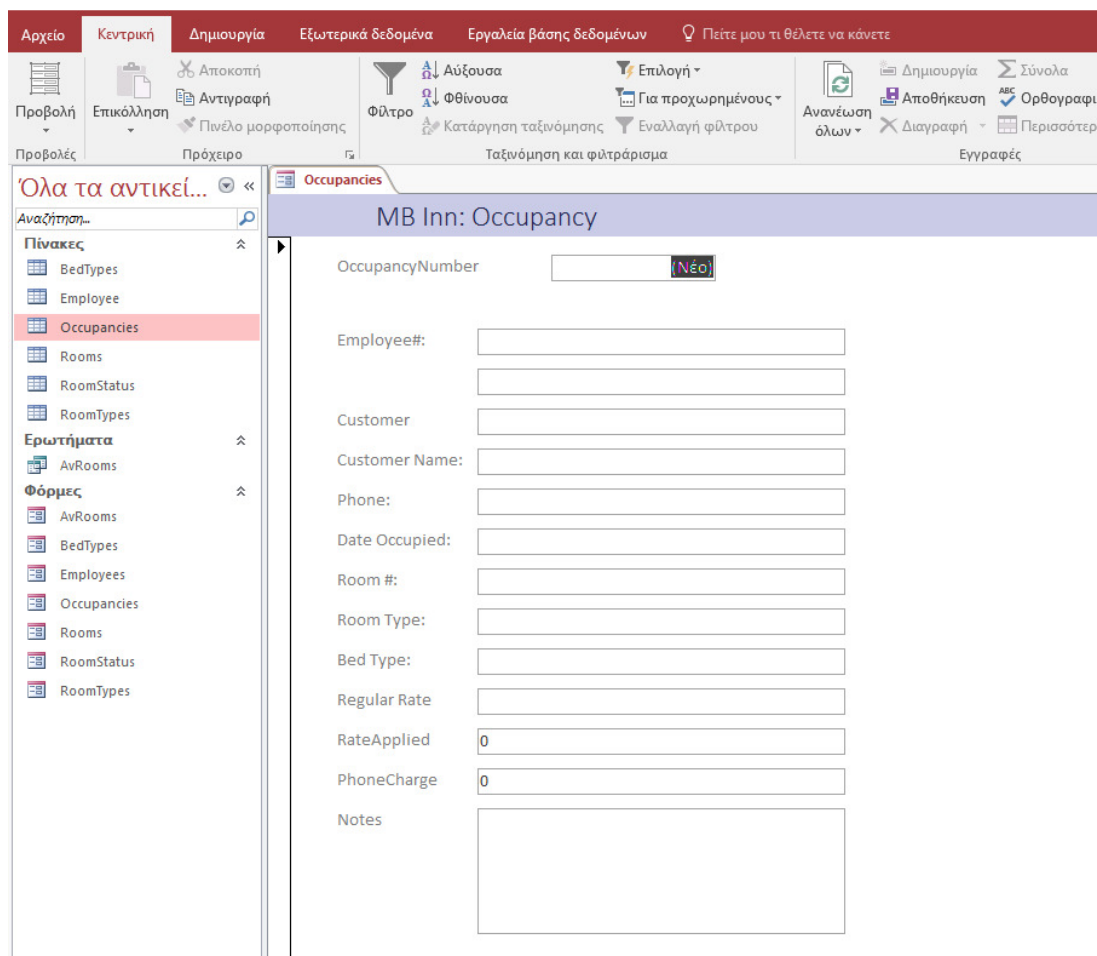 Αρχείο Κεντρική Δημιουργία Εξωτερικά δεδομένα Εργαλεία βάσης δεδομένων Πείτε μου τι θέλετε να κάνετε
Προβολή
Προβολές
Επικόλληση
Αποκοπή
Αντιγραφή
Πινέλο μορφοποίησης
Πρόχειρο
Φίλτρο
Αύξουσα
Φθίνουσα
Κατάργηση ταξινόμησης
Επιλογή
Για προχωρημένους
Εναλλαγή φίλτρου
Ταξινόμηση και φιλτράρισμα
Ανανέωση
όλων
Δημιουργία
Αποθήκευση
Διαγραφή
Σύνολα
Ορθογραφι
Περισσότερ
Εγγραφές
Όλα τα αντικεί...
Αναζήτηση...
Πίνακες
BedTypes
Employee
Occupancies
Rooms
RoomStatus
RoomTypes
Ερωτήματα
AvRooms
Φόρμες
AvRooms
BedTypes
Employees
Occupancies
Rooms
RoomStatus
RoomTypes
Occupancies
MB Inn: Occupancy
OccupancyNumber (Νέο)
Employee#:
Customer
Customer Name:
Phone:
Date Occupied:
Room #:
Room Type:
Bed Type:
Regular Rate
RateApplied 0
PhoneCharge 0
Notes